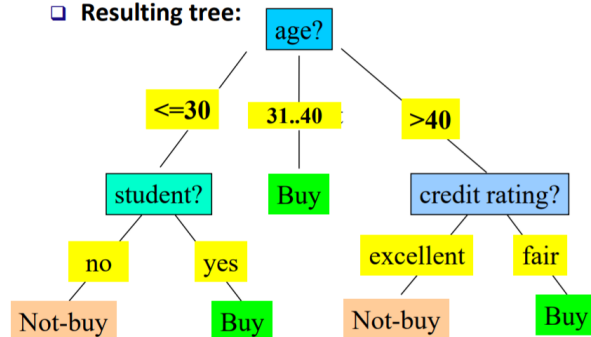 Resulting tree:
age?
<=30
31..40
>40
student?
Buy
credit rating?
no
yes
excellent
fair
Not-buy
Buy
Not-buy
Buy